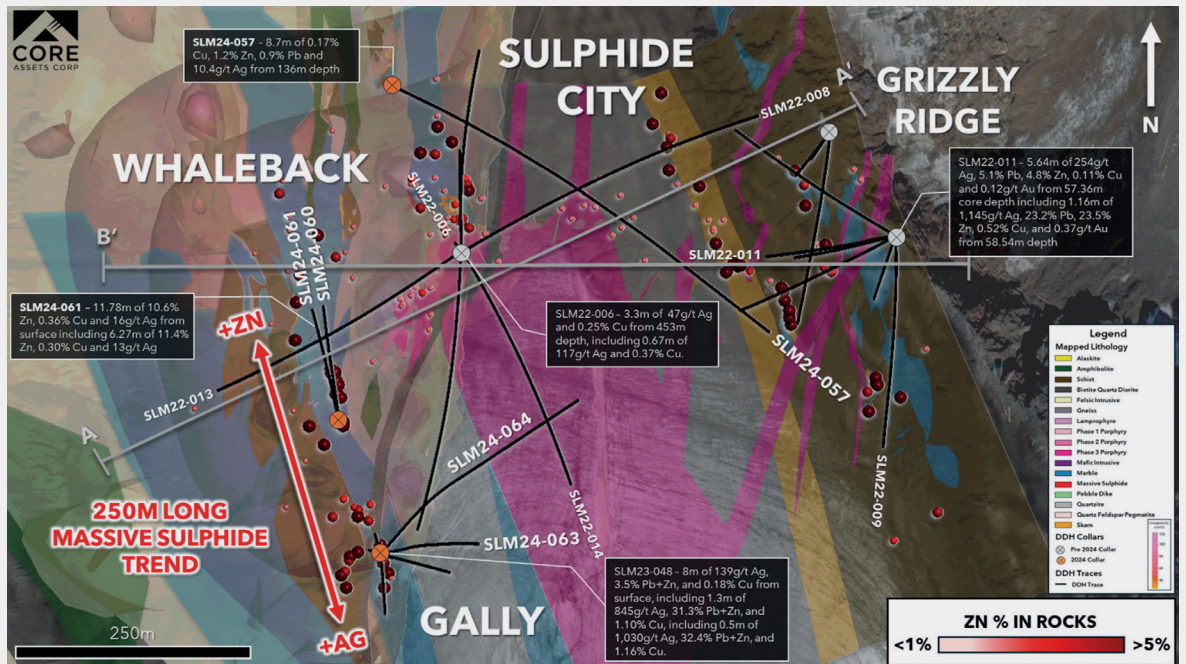 CORE
ASSETS CORP
SLM24-057 – 8.7m of 0.17%
Cu, 1.2% Zn, 0.9% Pb and
10.4g/t Ag from 136m depth
SULPHIDE
CITY
A'
GRIZZLY
RIDGE
N
SLM22-008
WHALEBACK
SLM22-006
SLM22-011 – 5.64m of 254g/t
Ag, 5.1% Pb, 4.8% Zn, 0.11% Cu
and 0.12g/t Au from 57.36m
core depth including 1.16m of
1,145g/t Ag, 23.2% Pb, 23.5%
Zn, 0.52% Cu, and 0.37g/t Au
from 58.54m depth
B'
SLM24-061
SLM24-060
SLM22-011
SLM24-061 – 11.78m of 10.6%
Zn, 0.36% Cu and 16g/t Ag from
surface including 6.27m of 11.4%
Zn, 0.30% Cu and 13g/t Ag
+ZN
SLM22-006 – 3.3m of 47g/t Ag
and 0.25% Cu from 453m
depth, including 0.67m of
117g/t Ag and 0.37% Cu.
SLM24-057
SLM22-013
A
SLM24-064
SLM22-009
SLM22-014
250M LONG
MASSIVE SULPHIDE
TREND
SLM24-063
SLM23-048 – 8m of 139g/t Ag,
3.5% Pb+Zn, and 0.18% Cu from
surface, including 1.3m of
845g/t Ag, 31.3% Pb+Zn, and
1.10% Cu, including 0.5m of
1,030g/t Ag, 32.4% Pb+Zn, and
1.16% Cu.
GALLY
+AG
250m
Legend
Mapped Lithology
Alaskite
Amphibolite
Schist
Biotite Quartz Diorite
Felsic Intrusive
Gneiss
Lamprophyre
Phase 1 Porphyry
Phase 2 Porphyry
Phase 3 Porphyry
Mafic Intrusive
Marble
Massive Sulphide
Pebble Dike
Quartzite
Quartz Feldspar Pegmatite
Skarn
DDH Collars
Pre 2024 Collar
2024 Collar
DDH Traces
DDH Trace
ZN % IN ROCKS
<1%
>5%